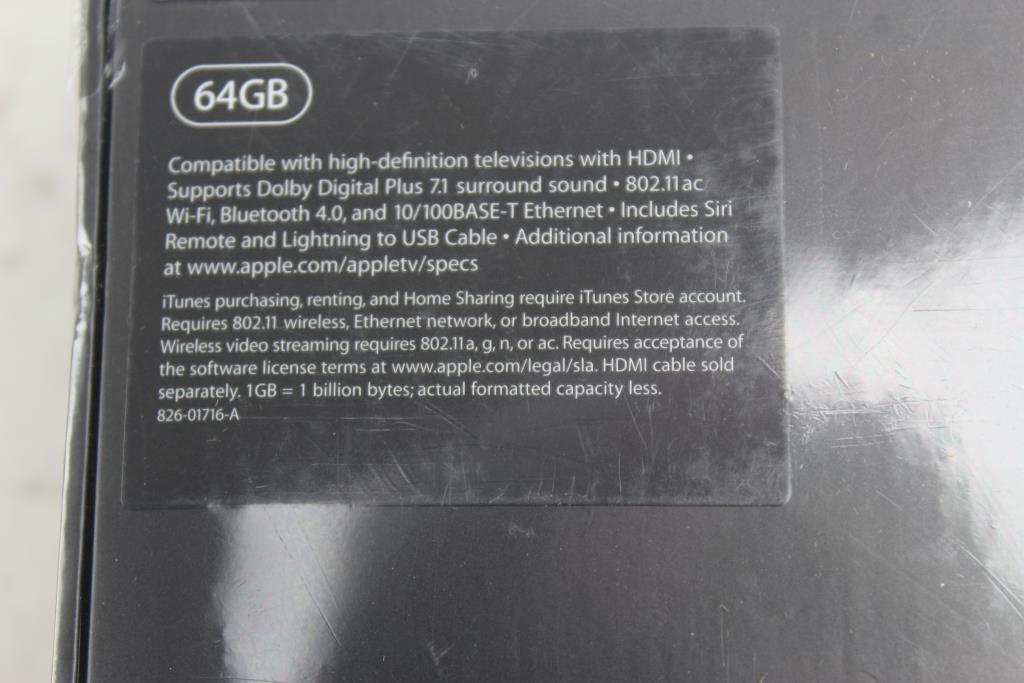 64GB
Compatible with high-definition televisions with HDMI •
Supports Dolby Digital Plus 7.1 surround sound • 802.11ac
Wi-Fi, Bluetooth 4.0, and 10/100BASE-T Ethernet • Includes Siri
Remote and Lightning to USB Cable • Additional information
at www.apple.com/appletv/specs
iTunes purchasing, renting, and Home Sharing require iTunes Store account.
Requires 802.11 wireless, Ethernet network, or broadband Internet access.
Wireless video streaming requires 802.11a, g, n, or ac. Requires acceptance of
the software license terms at www.apple.com/legal/sla. HDMI cable sold
separately. 1GB = 1 billion bytes; actual formatted capacity less.
826-01716-A